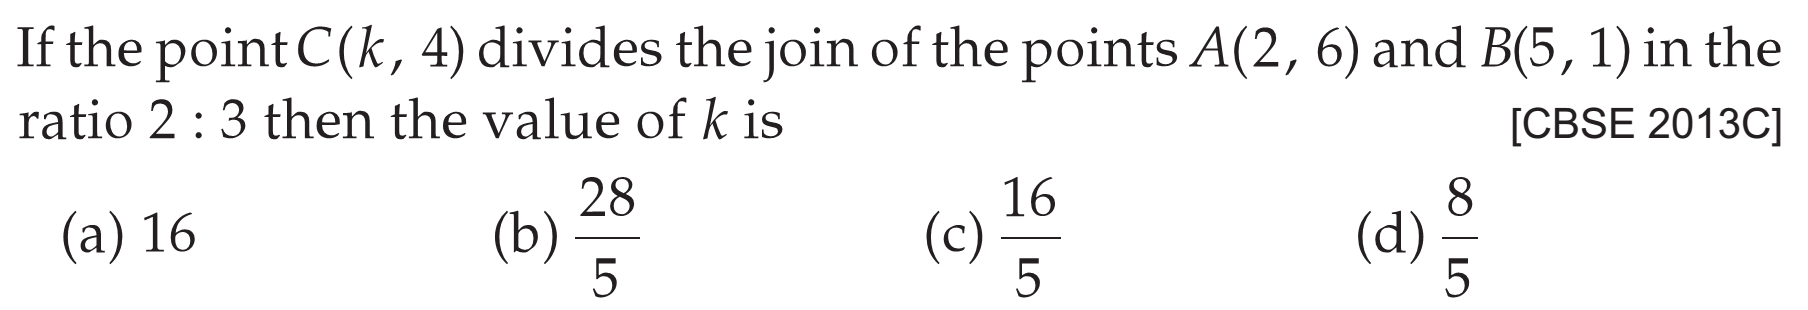 If the point C(k, 4) divides the join of the points A(2, 6) and B(5, 1) in the
ratio 2 : 3 then the value of k is [CBSE 2013C]
(a) 16 (b) 28/5 (c) 16/5 (d) 8/5